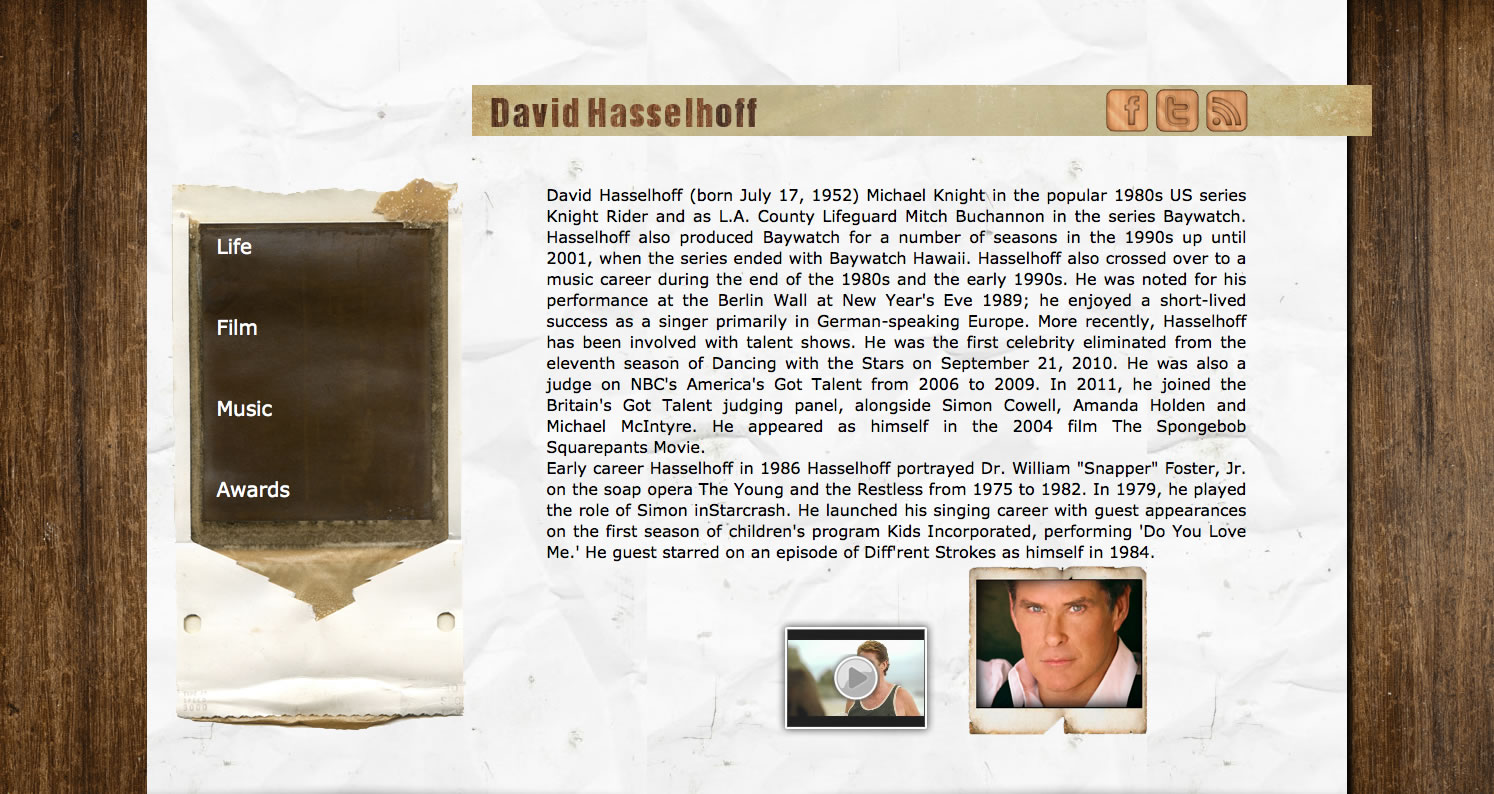 David Hasselhoff
Life
Film
Music
Awards
David Hasselhoff (born July 17, 1952) Michael Knight in the popular 1980s US series
Knight Rider and as L.A. County Lifeguard Mitch Buchannon in the series Baywatch.
Hasselhoff also produced Baywatch for a number of seasons in the 1990s up until
2001, when the series ended with Baywatch Hawaii. Hasselhoff also crossed over to a
music career during the end of the 1980s and the early 1990s. He was noted for his
performance at the Berlin Wall at New Year's Eve 1989; he enjoyed a short-lived
success as a singer primarily in German-speaking Europe. More recently, Hasselhoff
has been involved with talent shows. He was the first celebrity eliminated from the
eleventh season of Dancing with the Stars on September 21, 2010. He was also a
judge on NBC's America's Got Talent from 2006 to 2009. In 2011, he joined the
Britain's Got Talent judging panel, alongside Simon Cowell, Amanda Holden and
Michael McIntyre. He appeared as himself in the 2004 film The Spongebob
Squarepants Movie.
Early career Hasselhoff in 1986 Hasselhoff portrayed Dr. William "Snapper" Foster, Jr.
on the soap opera The Young and the Restless from 1975 to 1982. In 1979, he played
the role of Simon inStarcrash. He launched his singing career with guest appearances
on the first season of children's program Kids Incorporated, performing 'Do You Love
Me.' He guest starred on an episode of Diff'rent Strokes as himself in 1984.